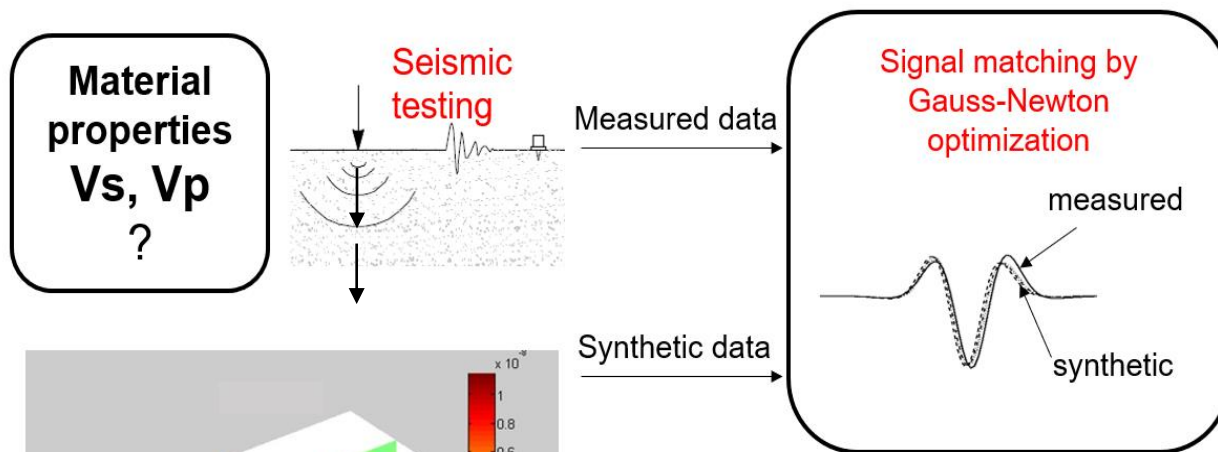 Material
properties
Vs, Vp
?
Seismic
testing
Measured data
Synthetic data
Signal matching by
Gauss-Newton
optimization
measured
synthetic
1
0.8